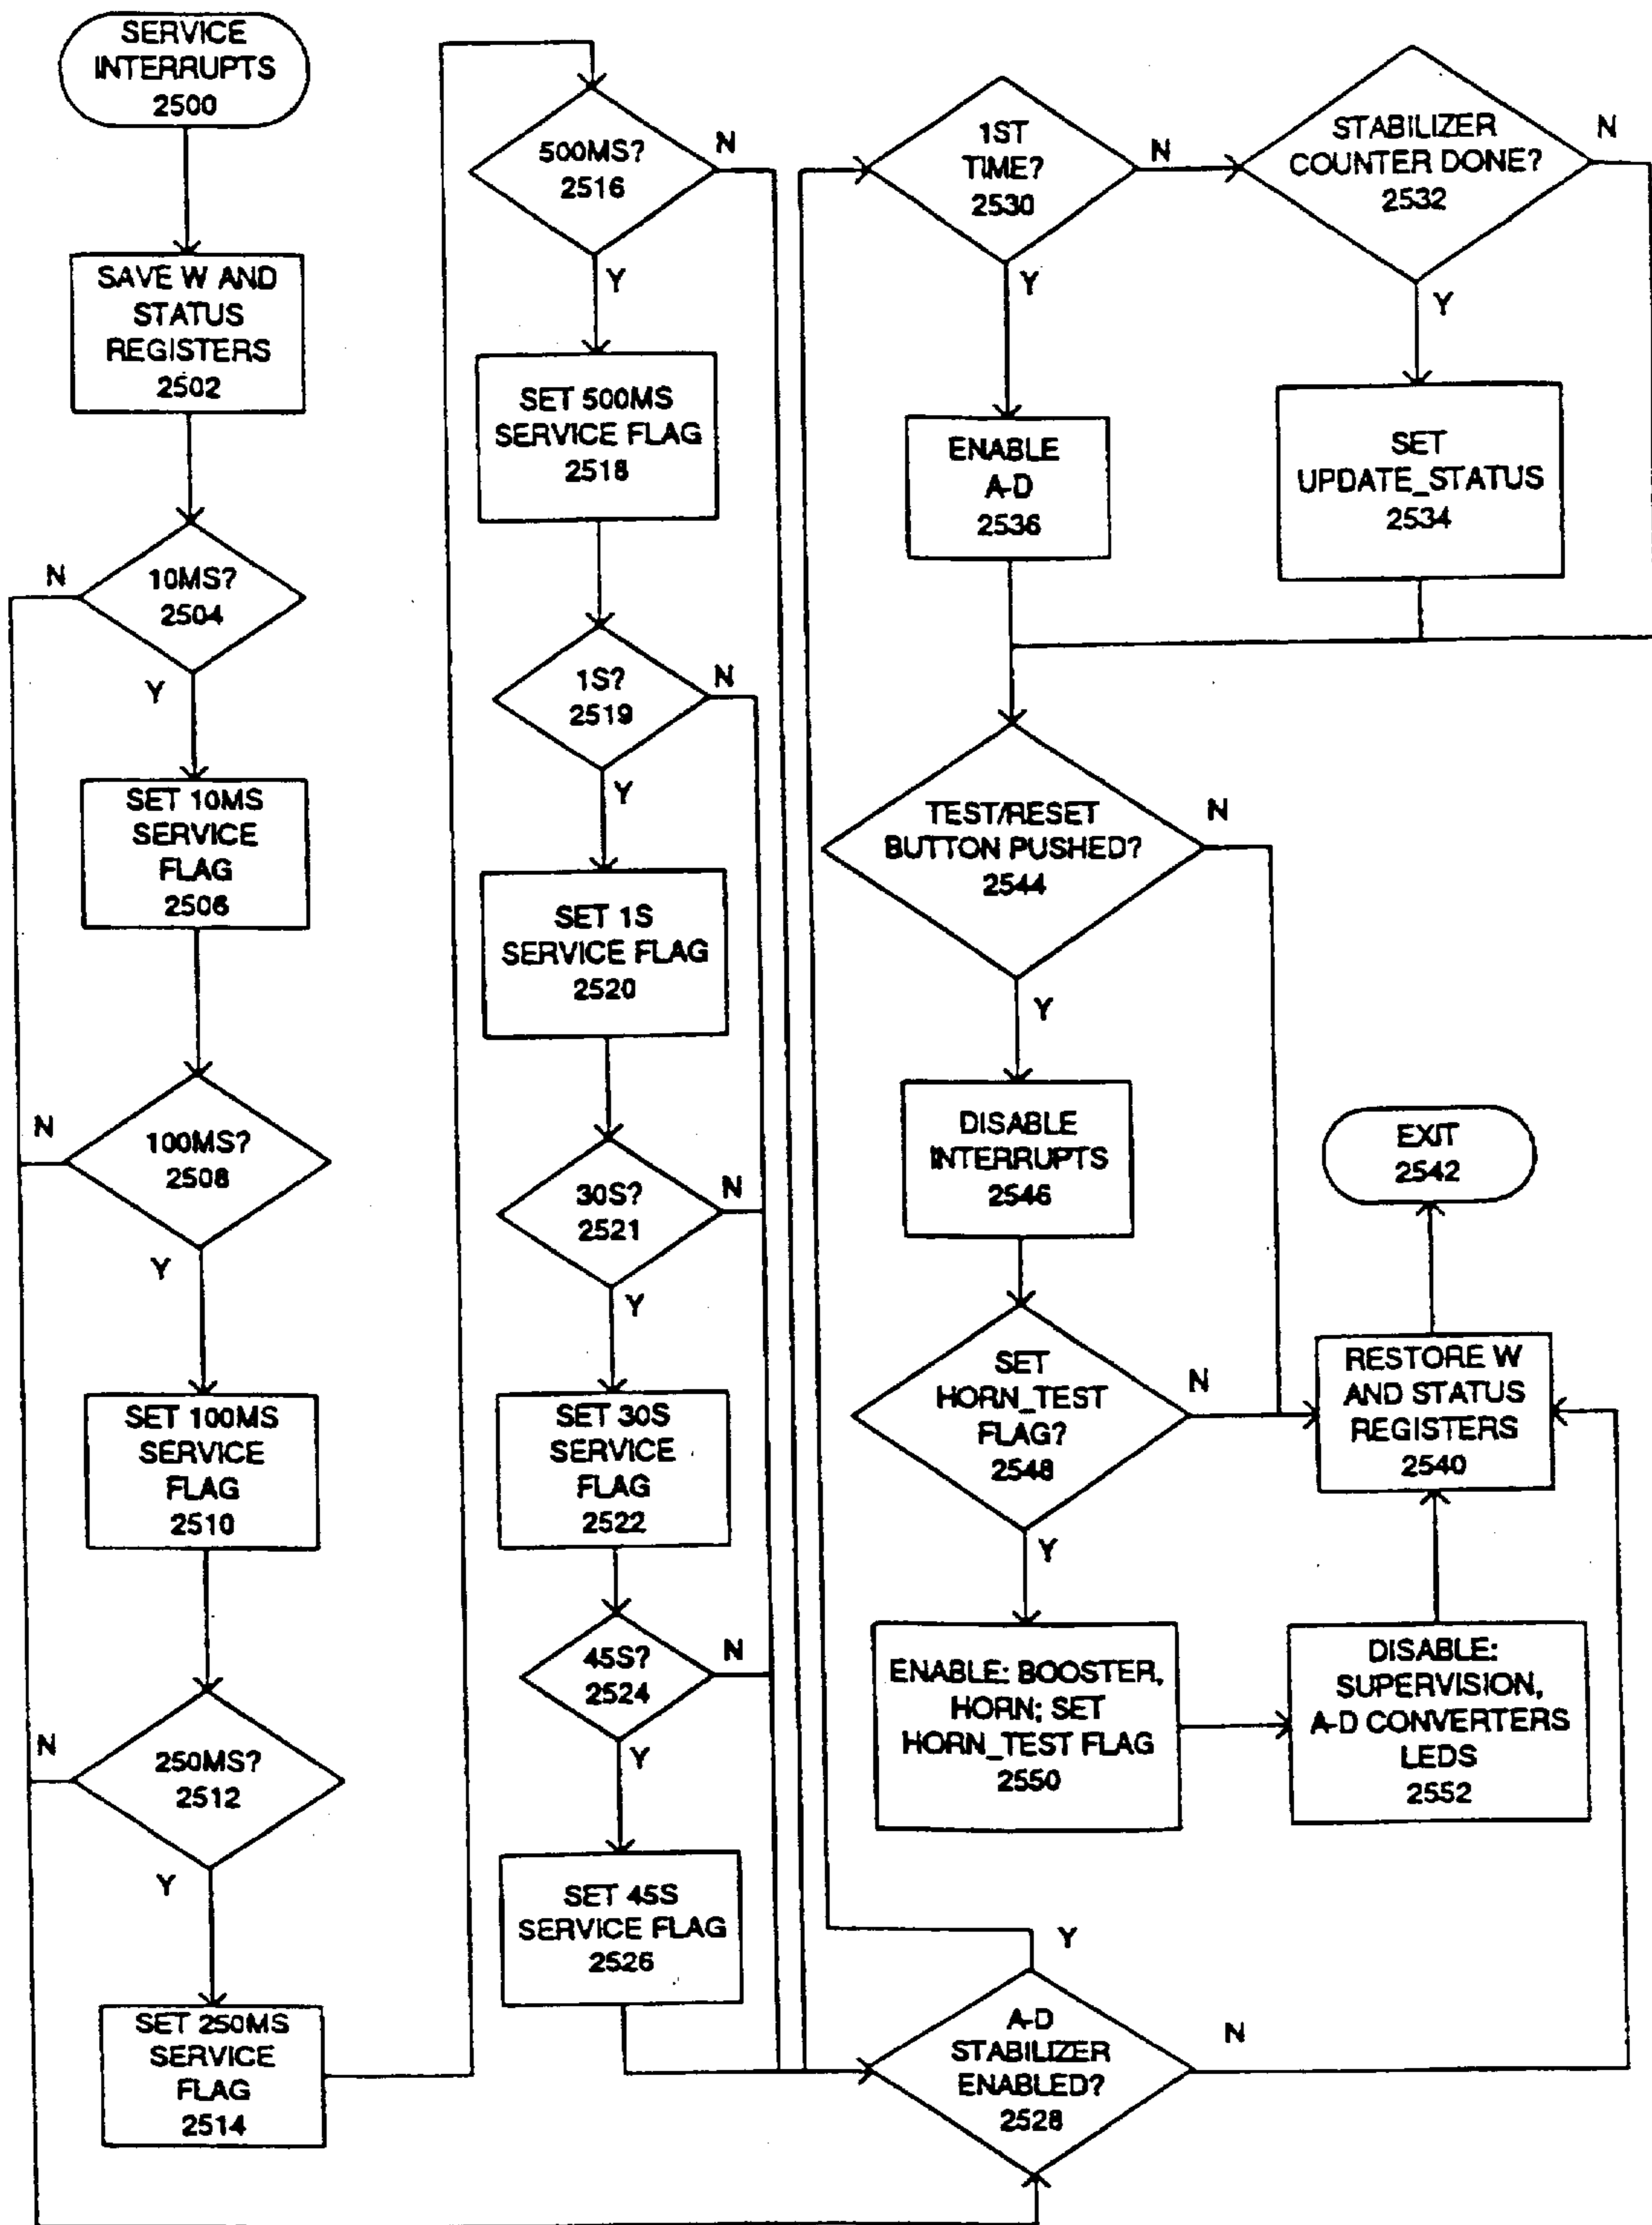 SERVICE
INTERRUPTS
2500
SAVE W AND
STATUS
REGISTERS
2502
10MS?
2504
N
Y
SET 10MS
SERVICE
FLAG
2506
100MS?
2508
N
Y
SET 100MS
SERVICE
FLAG
2510
250MS?
2512
N
Y
SET 250MS
SERVICE
FLAG
2514
500MS?
2516
N
Y
SET 500MS
SERVICE FLAG
2518
1S?
2519
N
Y
SET 1S
SERVICE FLAG
2520
30S?
2521
N
Y
SET 30S
SERVICE
FLAG
2522
45S?
2524
N
Y
SET 45S
SERVICE FLAG
2526
A-D
STABILIZER
ENABLED?
2528
Y
N
1ST
TIME?
2530
N
Y
STABILIZER
COUNTER DONE?
2532
N
Y
SET
UPDATE_STATUS
2534
ENABLE
A-D
2536
TEST/RESET
BUTTON PUSHED?
2544
N
Y
DISABLE
INTERRUPTS
2546
SET
HORN_TEST
FLAG?
2548
N
Y
ENABLE: BOOSTER,
HORN; SET
HORN_TEST FLAG
2550
DISABLE:
SUPERVISION,
A-D CONVERTERS
LEDS
2552
RESTORE W
AND STATUS
REGISTERS
2540
EXIT
2542